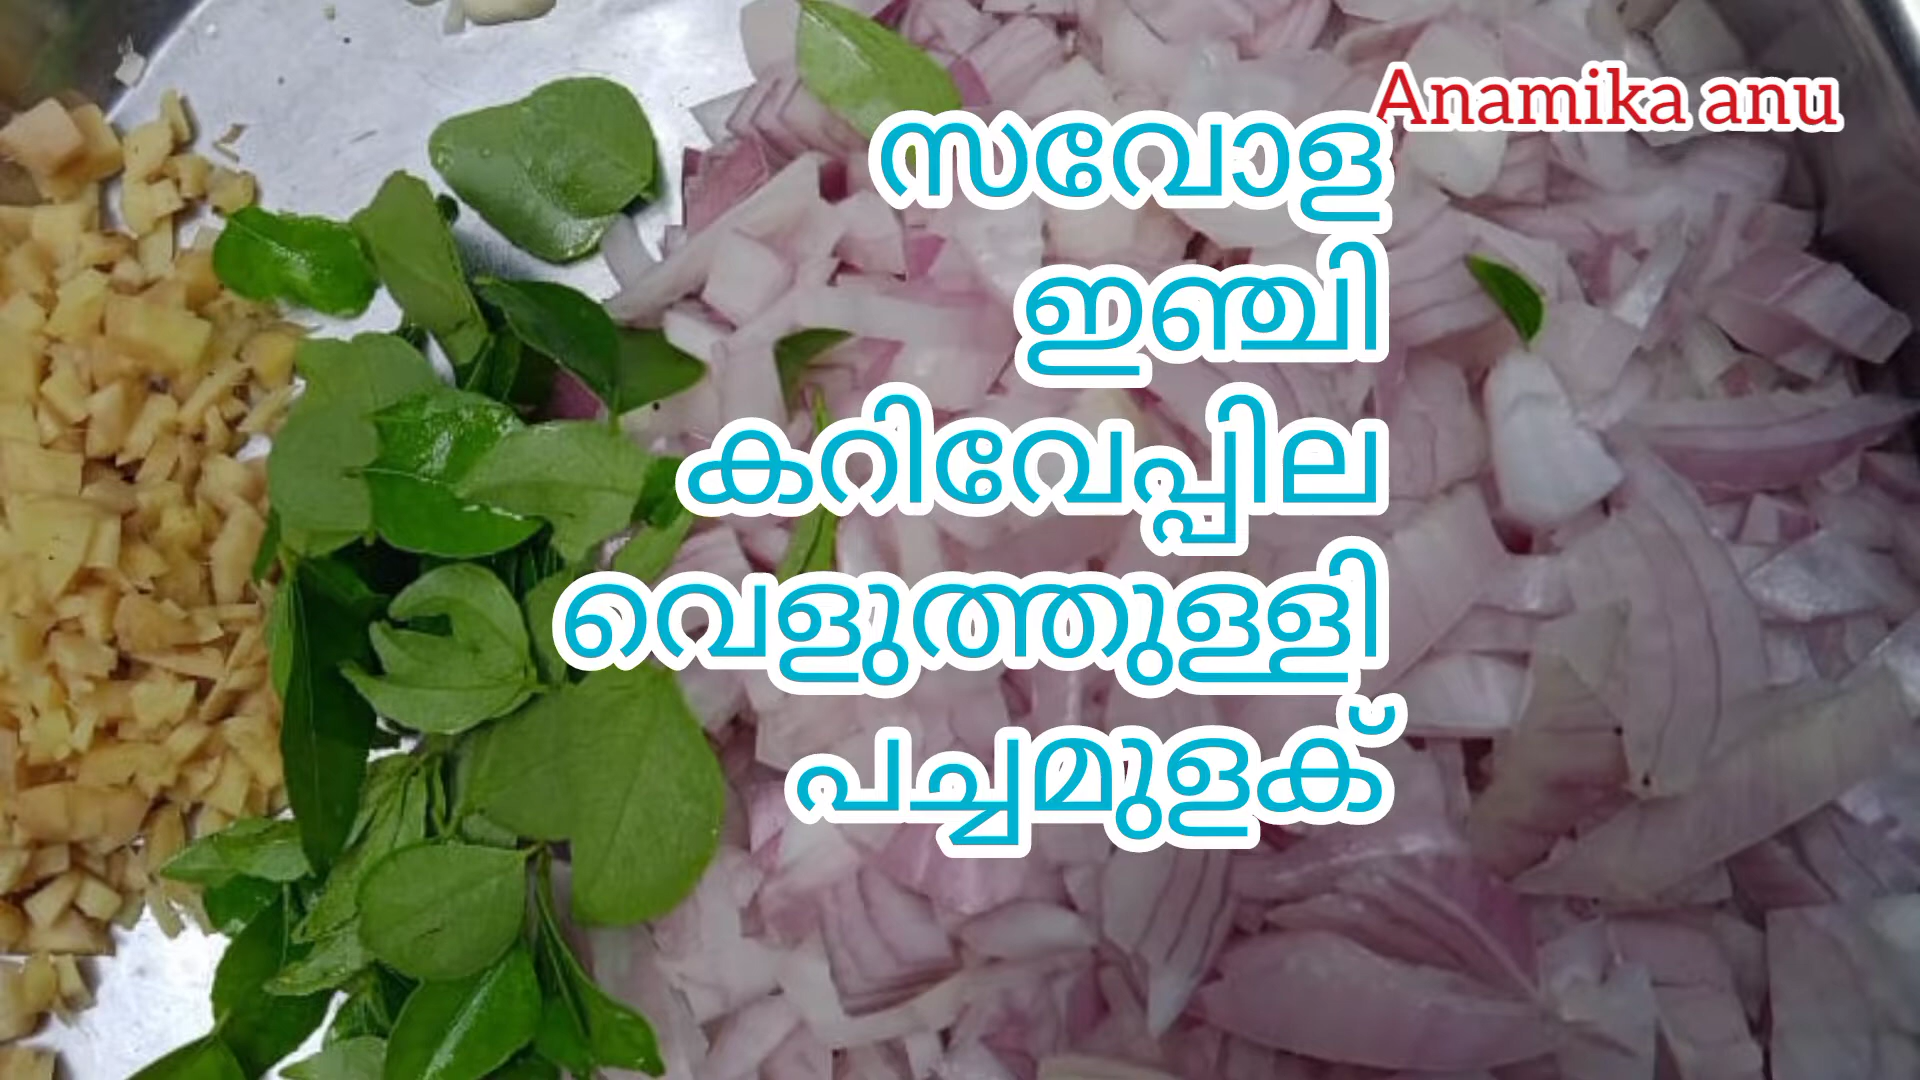 Anamika anu
സവോള
ഇഞ്ചി
കറിവേപ്പില
വെളുത്തുള്ളി
പച്ചമുളക്